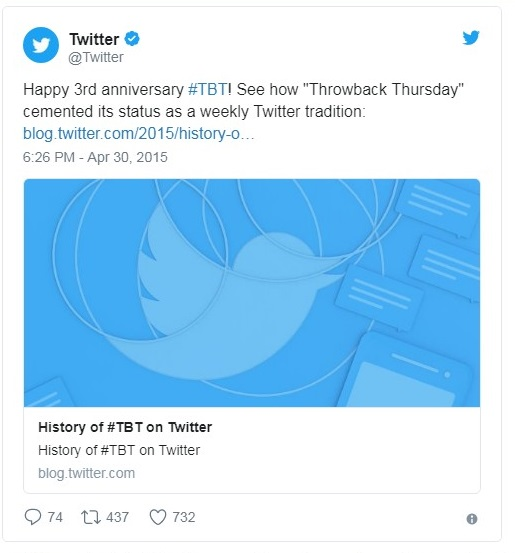 Twitter
@Twitter
Happy 3rd anniversary #TBT! See how "Throwback Thursday"
cemented its status as a weekly Twitter tradition:
blog.twitter.com/2015/history-o…
6:26 PM - Apr 30, 2015
History of #TBT on Twitter
History of #TBT on Twitter
blog.twitter.com
74 437 732